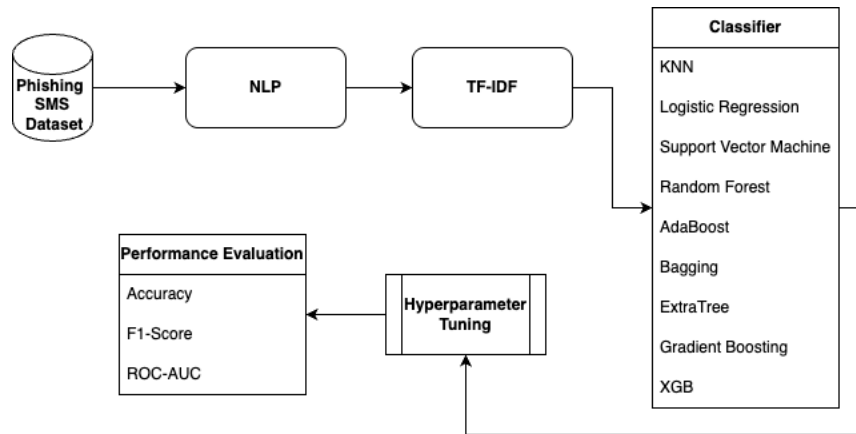 Phishing
SMS
Dataset
NLP
TF-IDF
Classifier
KNN
Logistic Regression
Support Vector Machine
Random Forest
AdaBoost
Bagging
ExtraTree
Gradient Boosting
XGB
Hyperparameter
Tuning
Performance Evaluation
Accuracy
F1-Score
ROC-AUC